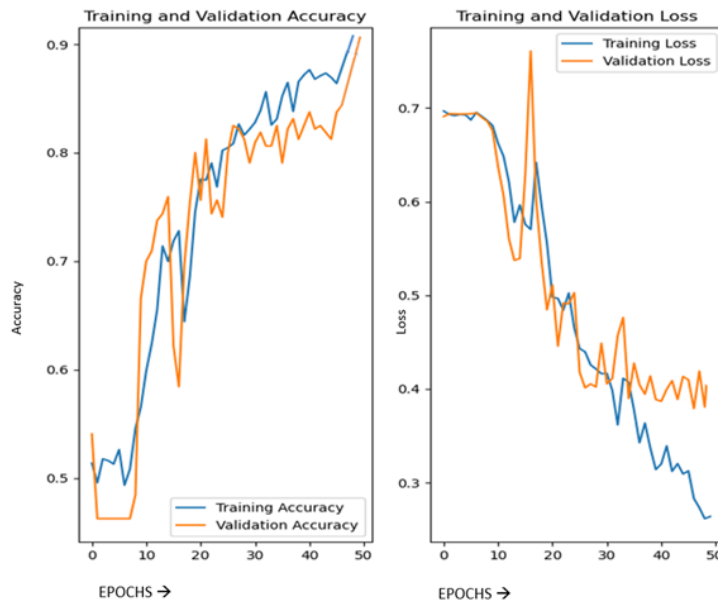 Training and Validation Accuracy
0.9
0.8
0.7
0.6
0.5
Accuracy
Training Accuracy
Validation Accuracy
0 10 20 30 40 50
EPOCHS →
Training and Validation Loss
Training Loss
Validation Loss
0.7
0.6
0.5
0.4
0.3
Loss
0 10 20 30 40 50
EPOCHS →